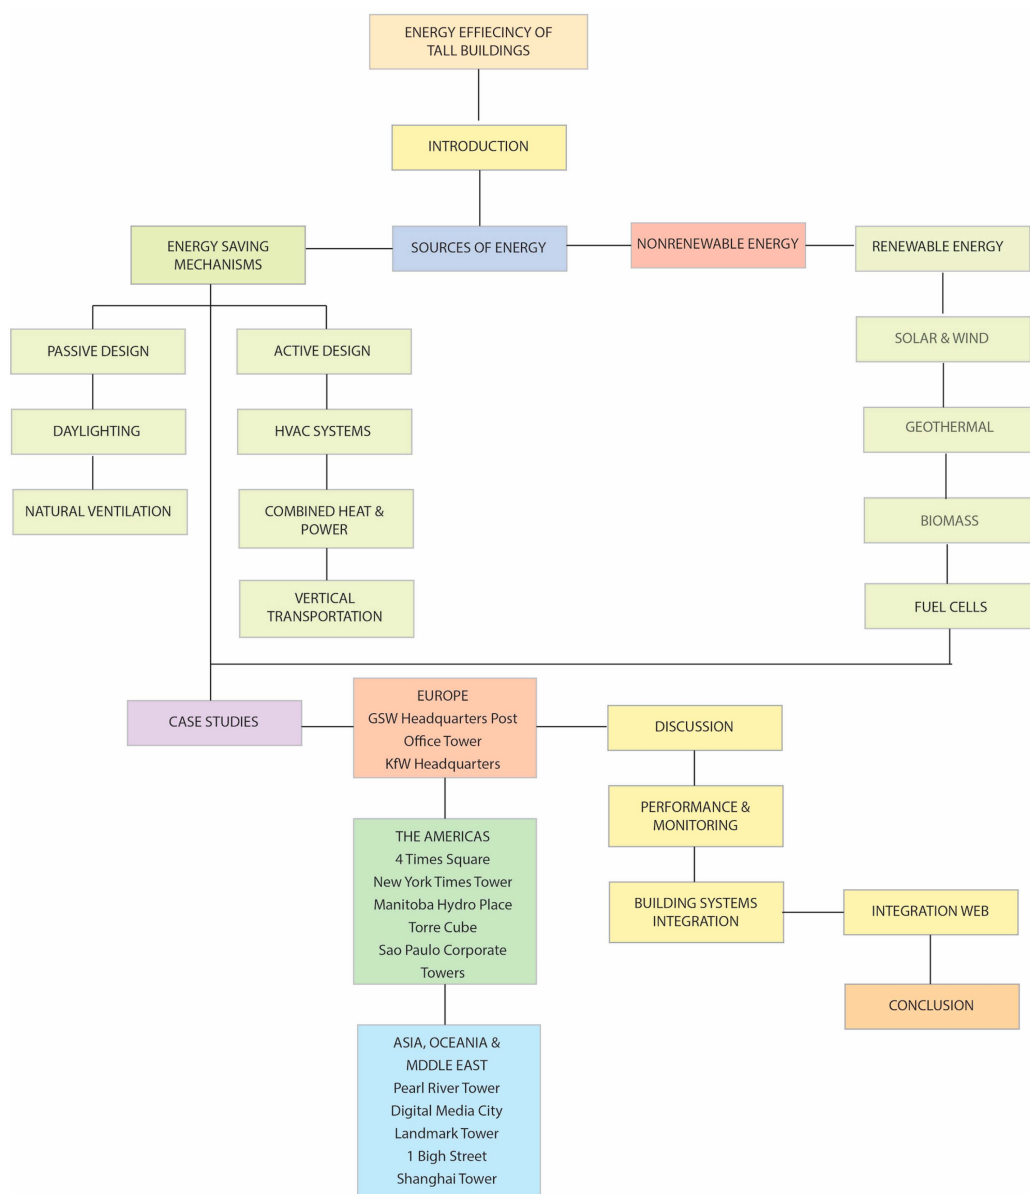 ENERGY EFFIECINCY OF
TALL BUILDINGS
INTRODUCTION
ENERGY SAVING
MECHANISMS
SOURCES OF ENERGY
NONRENEWABLE ENERGY
RENEWABLE ENERGY
PASSIVE DESIGN
ACTIVE DESIGN
SOLAR & WIND
DAYLIGHTING
HVAC SYSTEMS
GEOTHERMAL
NATURAL VENTILATION
COMBINED HEAT &
POWER
BIOMASS
VERTICAL
TRANSPORTATION
FUEL CELLS
CASE STUDIES
EUROPE
GSW Headquarters Post
Office Tower
KfW Headquarters
DISCUSSION
PERFORMANCE &
MONITORING
THE AMERICAS
4 Times Square
New York Times Tower
Manitoba Hydro Place
Torre Cube
Sao Paulo Corporate
Towers
BUILDING SYSTEMS
INTEGRATION
INTEGRATION WEB
CONCLUSION
ASIA, OCEANIA &
MDDLE EAST
Pearl River Tower
Digital Media City
Landmark Tower
1 Bigh Street
Shanghai Tower